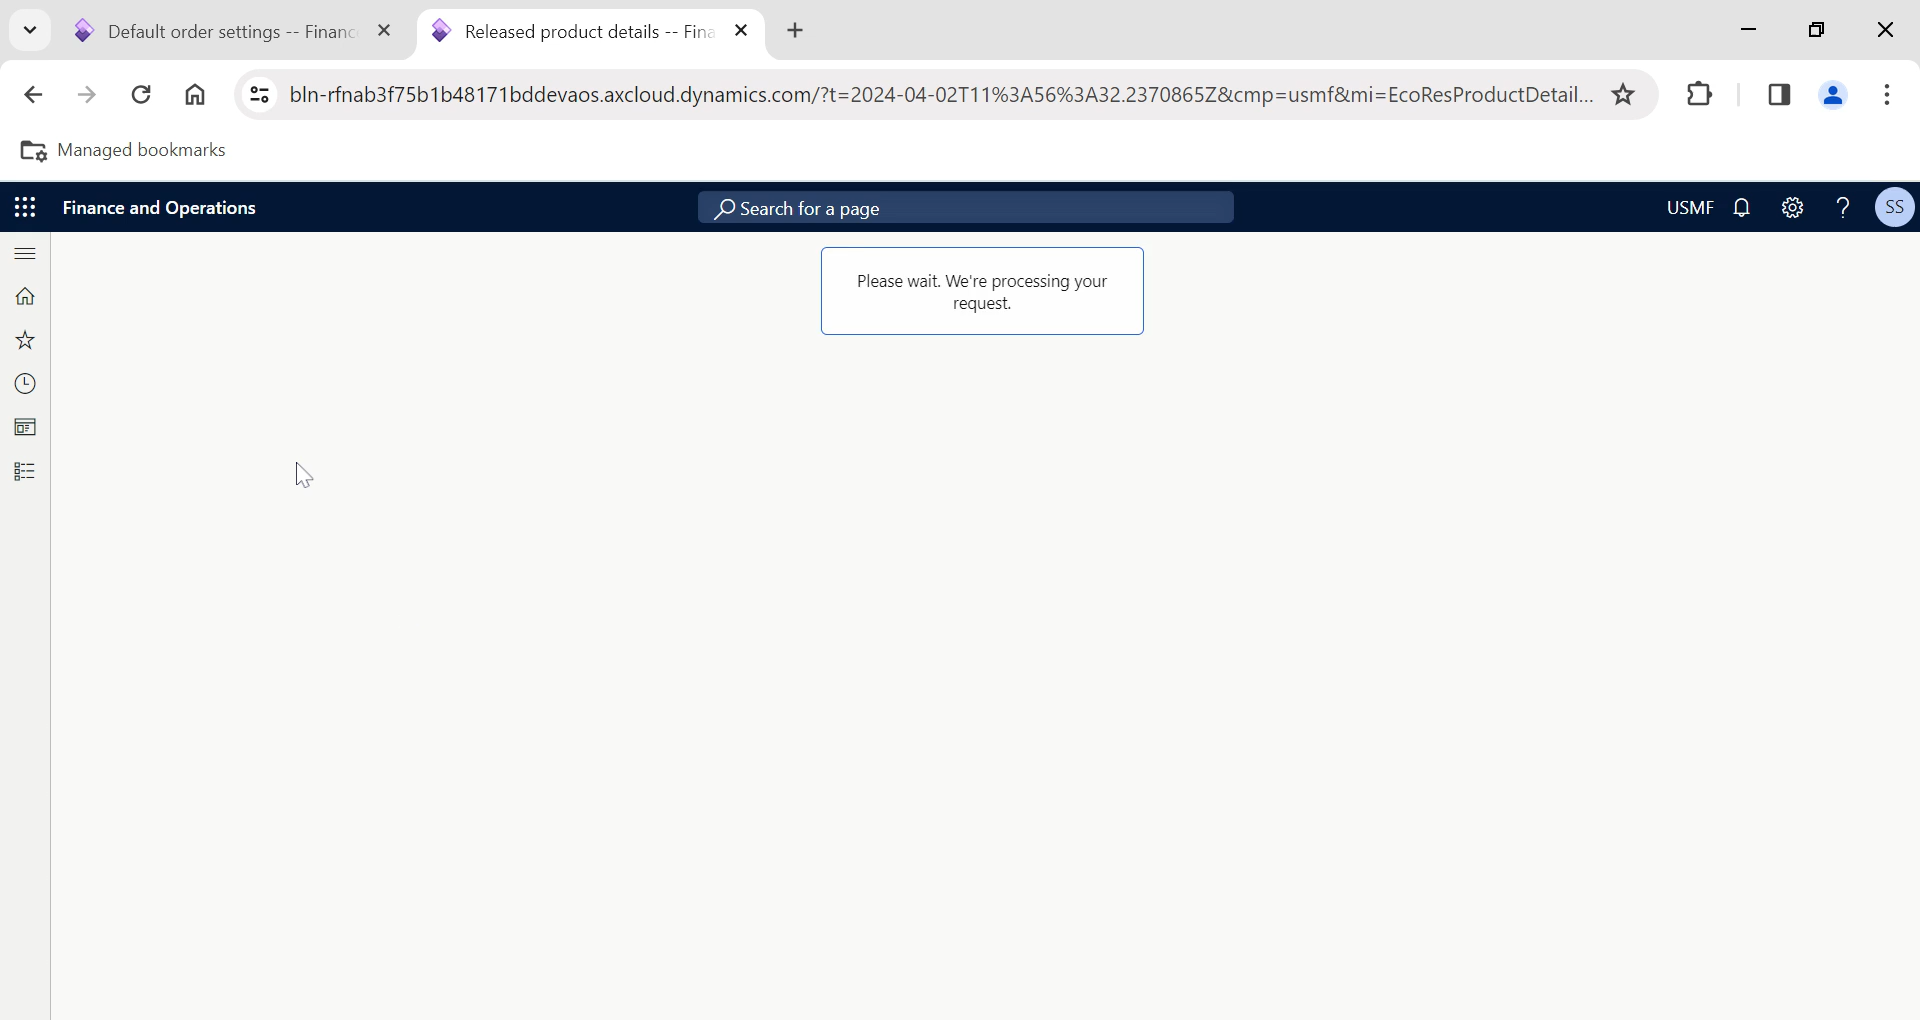 Default order settings -- Financ
Released product details -- Fina
bln-rfnab3f75b1b48171bddevaos.axcloud.dynamics.com/?t=2024-04-02T11%3A56%3A32.2370865Z&cmp=usmf&mi=EcoResProductDetail...
Managed bookmarks
Finance and Operations
Search for a page
USMF
?
SS
Please wait. We're processing your
request.